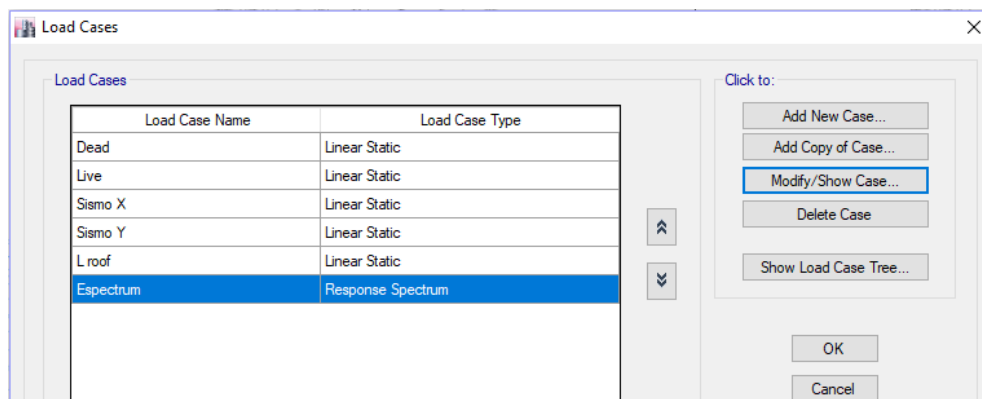 Load Cases
Load Cases
Click to:
Load Case Name Load Case Type
Dead Linear Static
Live Linear Static
Sismo X Linear Static
Sismo Y Linear Static
L roof Linear Static
Espectrum Response Spectrum
Add New Case...
Add Copy of Case...
Modify/Show Case...
Delete Case
Show Load Case Tree...
OK
Cancel